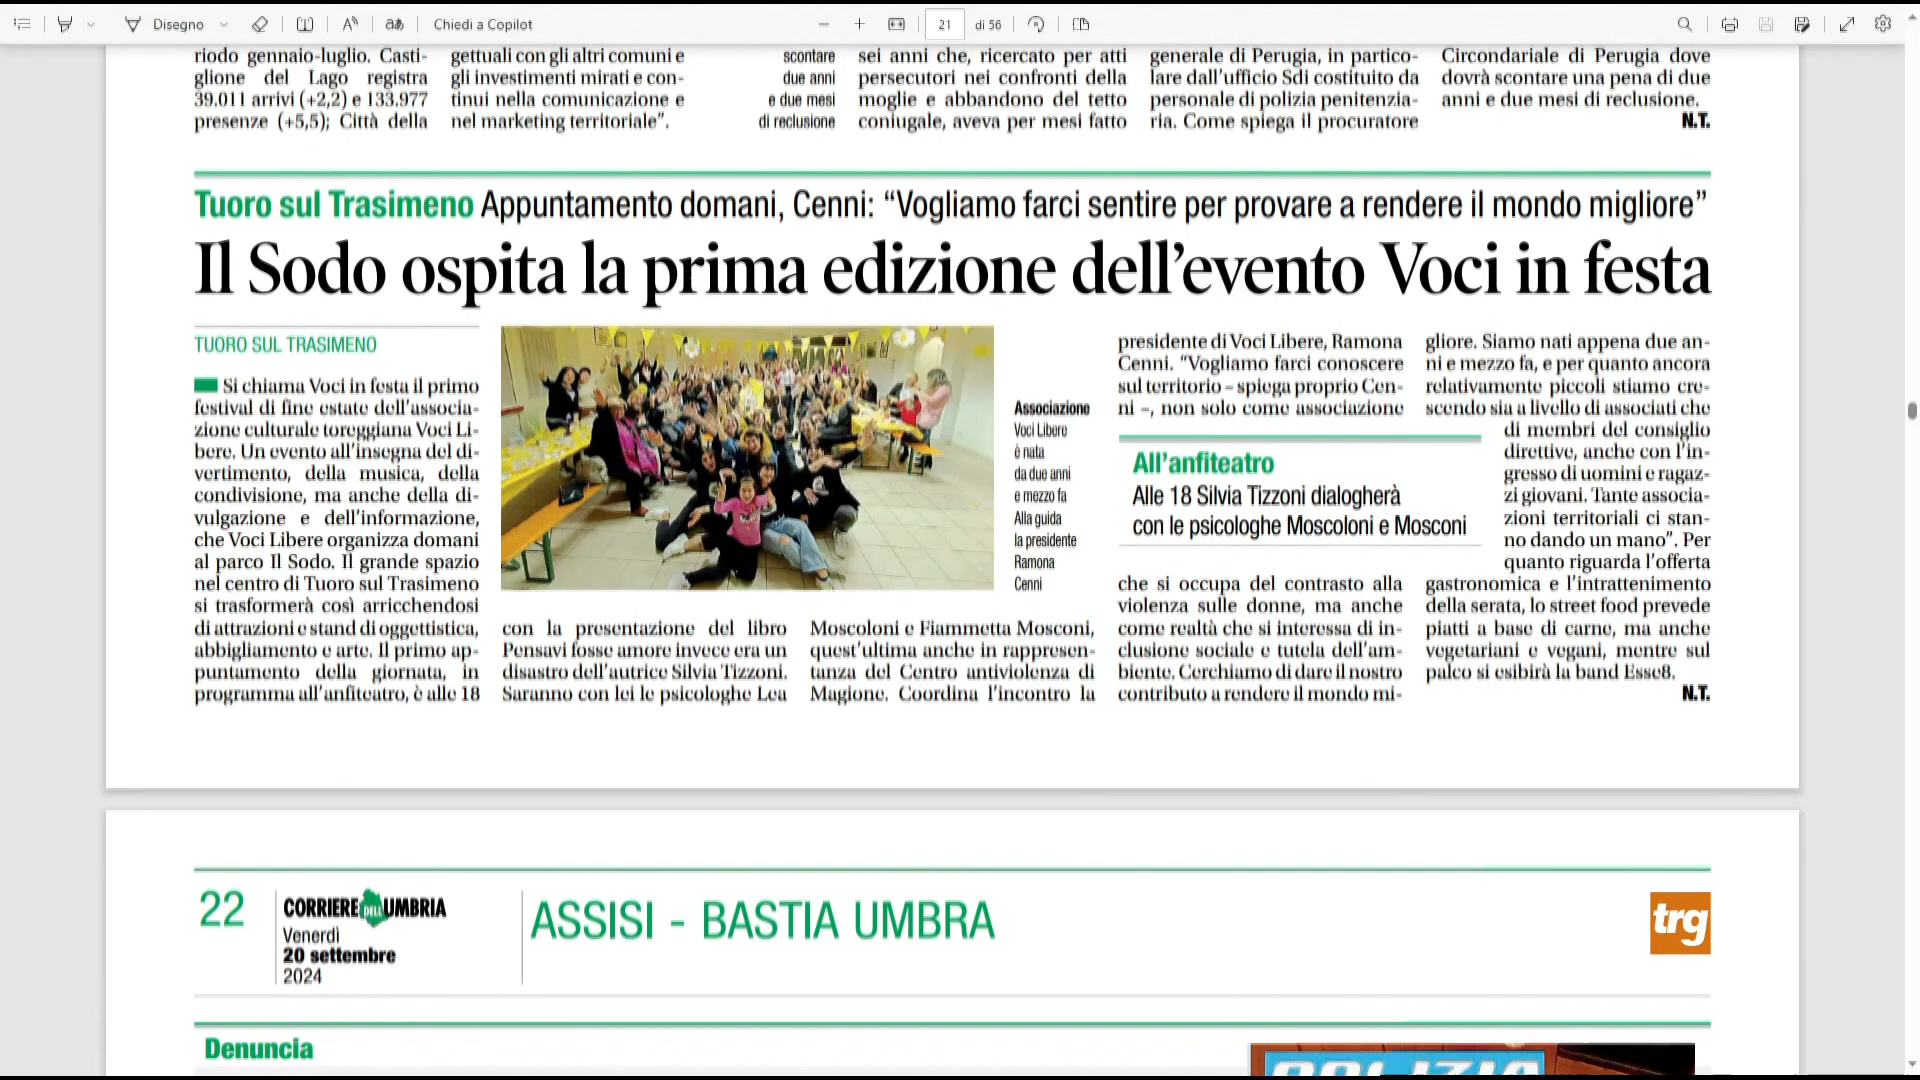 Disegno
Chiedi a Copilot
21 di 56
riodo gennaio-luglio. Casti-
glione del Lago registra
39.011 arrivi (+2,2) e 133.977
presenze (+5,5); Città della
gettuali con gli altri comuni e
gli investimenti mirati e con-
tinui nella comunicazione e
nel marketing territoriale”.
scontare
due anni
e due mesi
di reclusione
sei anni che, ricercato per atti
persecutori nei confronti della
moglie e abbandono del tetto
coniugale, aveva per mesi fatto
generale di Perugia, in partico-
lare dall’ufficio Sdi costituito da
personale di polizia penitenzia-
ria. Come spiega il procuratore
Circondariale di Perugia dove
dovrà scontare una pena di due
anni e due mesi di reclusione.
N.T.
Tuoro sul Trasimeno Appuntamento domani, Cenni: “Vogliamo farci sentire per provare a rendere il mondo migliore”
Il Sodo ospita la prima edizione dell’evento Voci in festa
TUORO SUL TRASIMENO
Si chiama Voci in festa il primo
festival di fine estate dell’associa-
zione culturale toreggiana Voci Li-
bere. Un evento all’insegna del di-
vertimento, della musica, della
condivisione, ma anche della di-
vulgazione e dell’informazione,
che Voci Libere organizza domani
al parco Il Sodo. Il grande spazio
nel centro di Tuoro sul Trasimeno
si trasformerà così arricchendosi
di attrazioni e stand di oggettistica,
abbigliamento e arte. Il primo ap-
puntamento della giornata, in
programma all’anfiteatro, è alle 18
Associazione
Voci Libere
è nata
da due anni
e mezzo fa
Alla guida
la presidente
Ramona
Cenni
con la presentazione del libro
Pensavi fosse amore invece era un
disastro dell’autrice Silvia Tizzoni.
Saranno con lei le psicologhe Lea
Moscoloni e Fiammetta Mosconi,
quest’ultima anche in rappresen-
tanza del Centro antiviolenza di
Magione. Coordina l’incontro la
presidente di Voci Libere, Ramona
Cenni. “Vogliamo farci conoscere
sul territorio – spiega proprio Cen-
ni –, non solo come associazione
All’anfiteatro
Alle 18 Silvia Tizzoni dialogherà
con le psicologhe Moscoloni e Mosconi
che si occupa del contrasto alla
violenza sulle donne, ma anche
come realtà che si interessa di in-
clusione sociale e tutela dell’am-
biente. Cerchiamo di dare il nostro
contributo a rendere il mondo mi-
gliore. Siamo nati appena due an-
ni e mezzo fa, e per quanto ancora
relativamente piccoli stiamo cre-
scendo sia a livello di associati che
di membri del consiglio
direttive, anche con l’in-
gresso di uomini e ragaz-
zi giovani. Tante associa-
zioni territoriali ci stan-
no dando un mano”. Per
quanto riguarda l’offerta
gastronomica e l’intrattenimento
della serata, lo street food prevede
piatti a base di carne, ma anche
vegetariani e vegani, mentre sul
palco si esibirà la band Esse8.
N.T.
22
CORRIERE DELL'UMBRIA
Venerdì
20 settembre
2024
ASSISI - BASTIA UMBRA
trg
Denuncia
POLIZIA